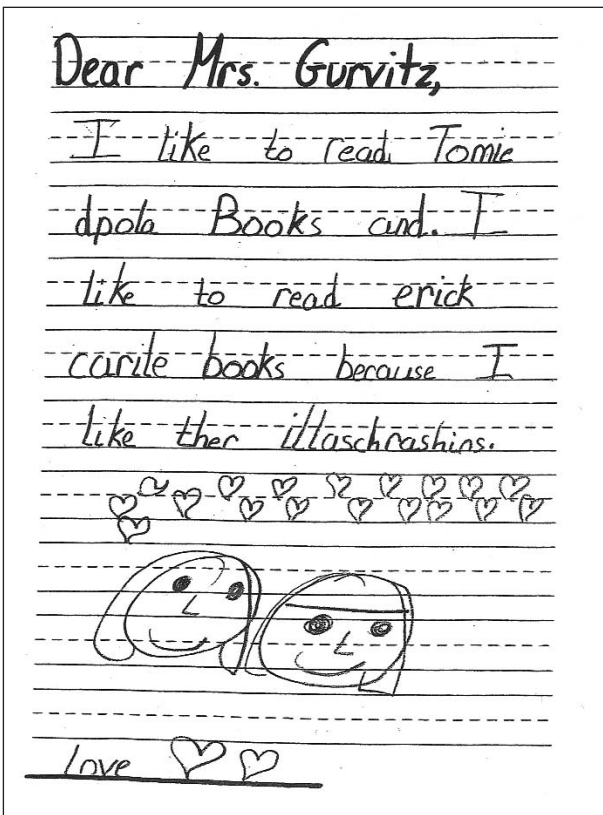 Dear Mrs. Gurvitz,
I like to read Tomie
dpola Books and. I
like to read erick
carile books because I
like ther illaschrashins.
love